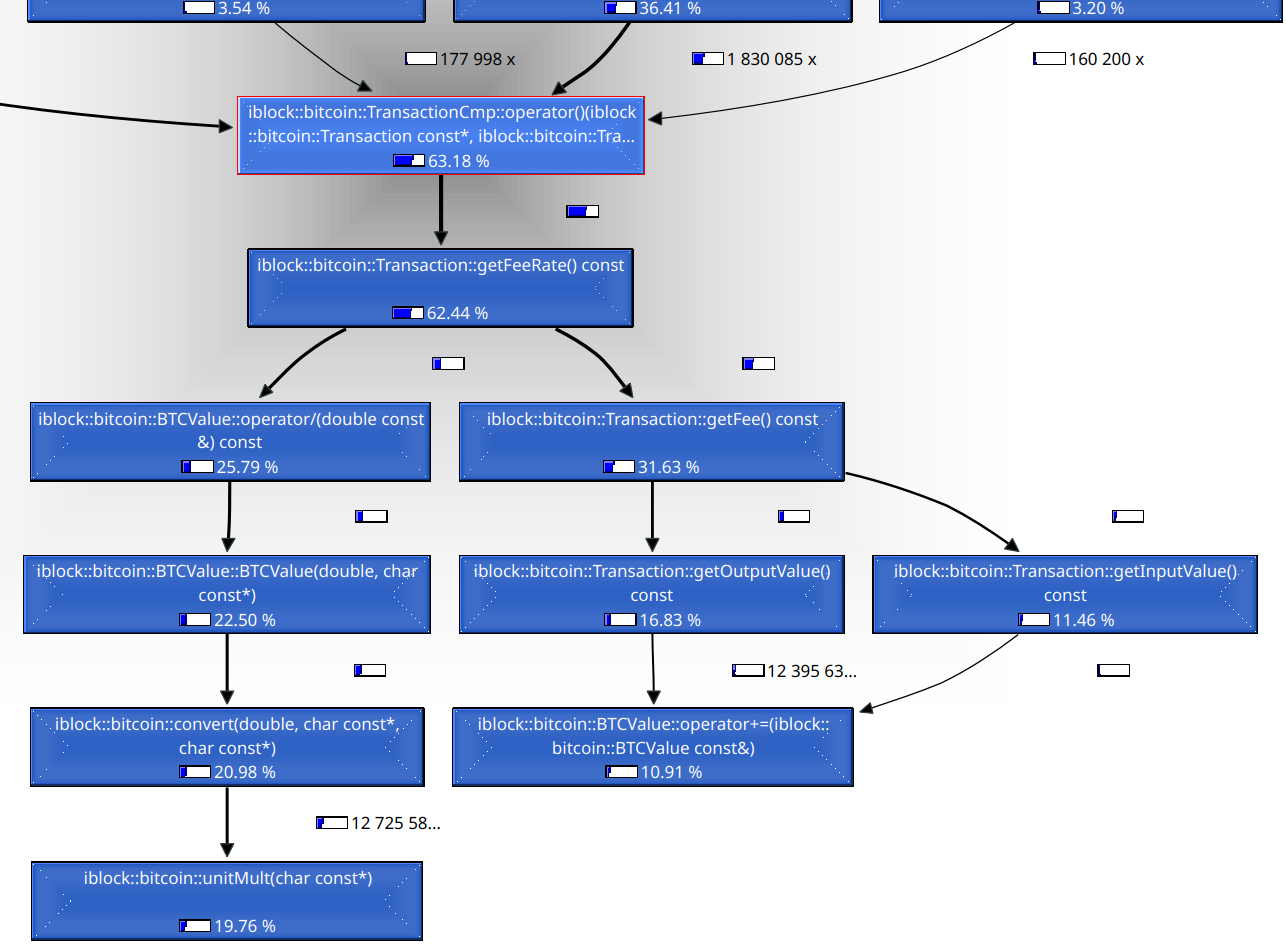 3.54 %
36.41 %
3.20 %
177 998 x
1 830 085 x
160 200 x
iblock::bitcoin::TransactionCmp::operator()(iblock
::bitcoin::Transaction const*, iblock::bitcoin::Tra...
63.18 %
iblock::bitcoin::Transaction::getFeeRate() const
62.44 %
iblock::bitcoin::BTCValue::operator/(double const
&) const
25.79 %
iblock::bitcoin::Transaction::getFee() const
31.63 %
iblock::bitcoin::BTCValue::BTCValue(double, char
const*)
22.50 %
iblock::bitcoin::Transaction::getOutputValue()
const
16.83 %
iblock::bitcoin::Transaction::getInputValue()
const
11.46 %
12 395 63...
iblock::bitcoin::convert(double, char const*,
char const*)
20.98 %
iblock::bitcoin::BTCValue::operator+=(iblock::
bitcoin::BTCValue const&)
10.91 %
12 725 58...
iblock::bitcoin::unitMult(char const*)
19.76 %